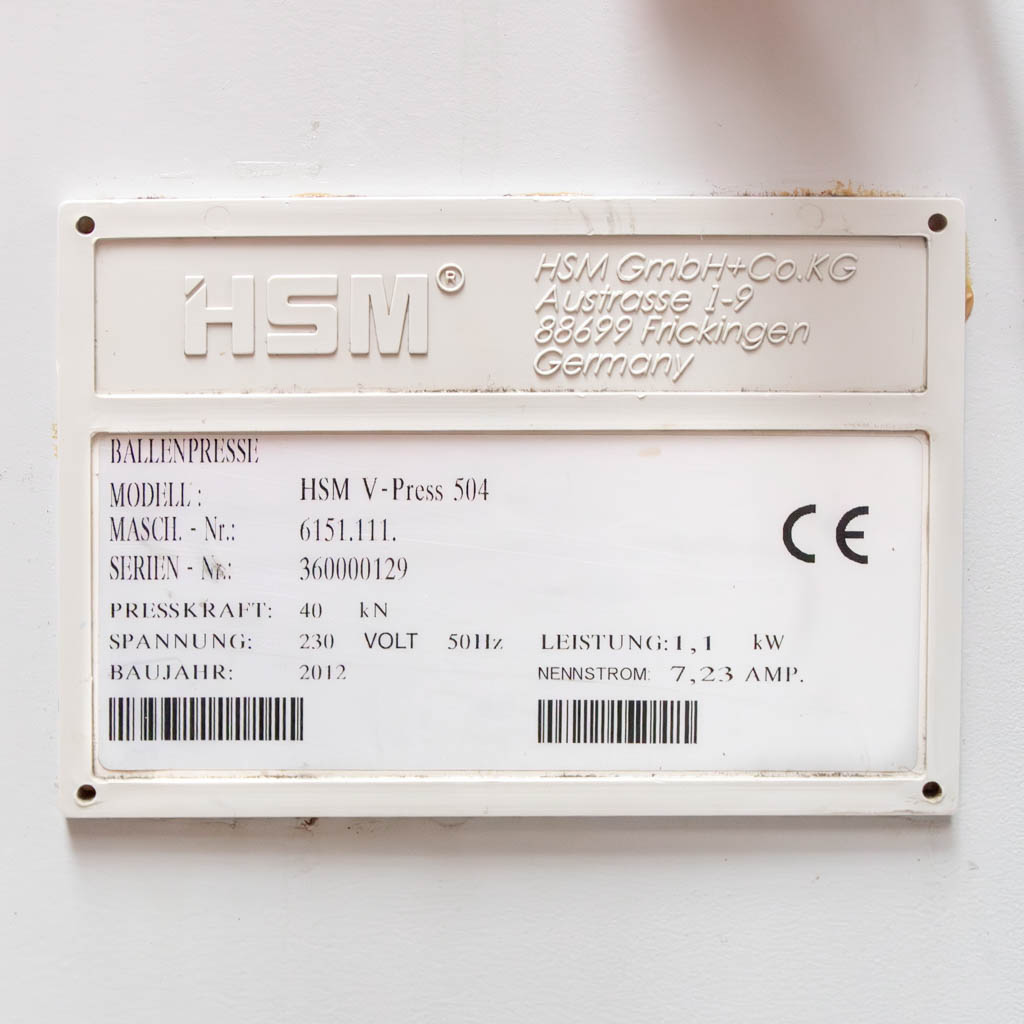 HSM®
HSM GmbH+Co.KG
Austrasse 1-9
88699 Frickingen
Germany
BALLENPRESSE
MODELL: HSM V-Press 504
MASCH. - Nr.: 6151.111.
SERIEN - Nr.: 360000129
PRESSKRAFT: 40 kN
SPANNUNG: 230 VOLT 50Hz LEISTUNG: 1,1 kW
BAUJAHR: 2012 NENNSTROM: 7,23 AMP.
CE